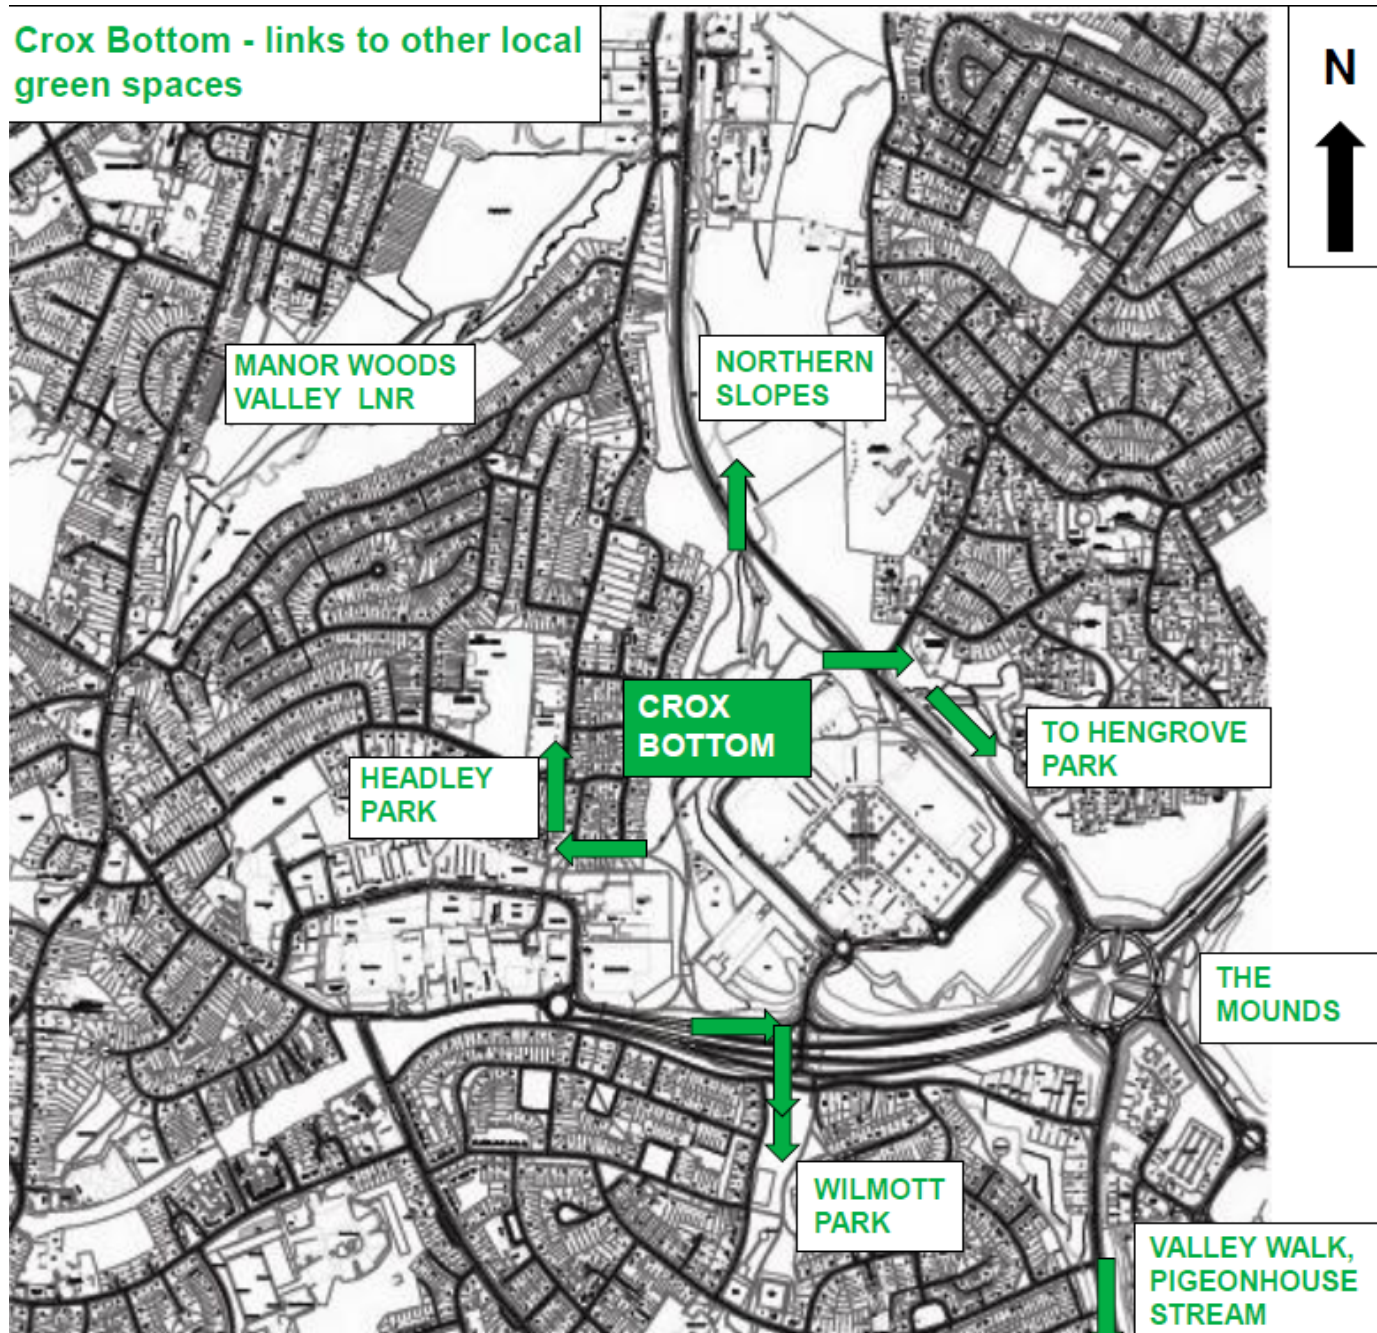 Crox Bottom - links to other local
green spaces
N
MANOR WOODS
VALLEY LNR
NORTHERN
SLOPES
CROX
BOTTOM
TO HENGROVE
PARK
HEADLEY
PARK
THE
MOUNDS
WILMOTT
PARK
VALLEY WALK,
PIGEONHOUSE
STREAM